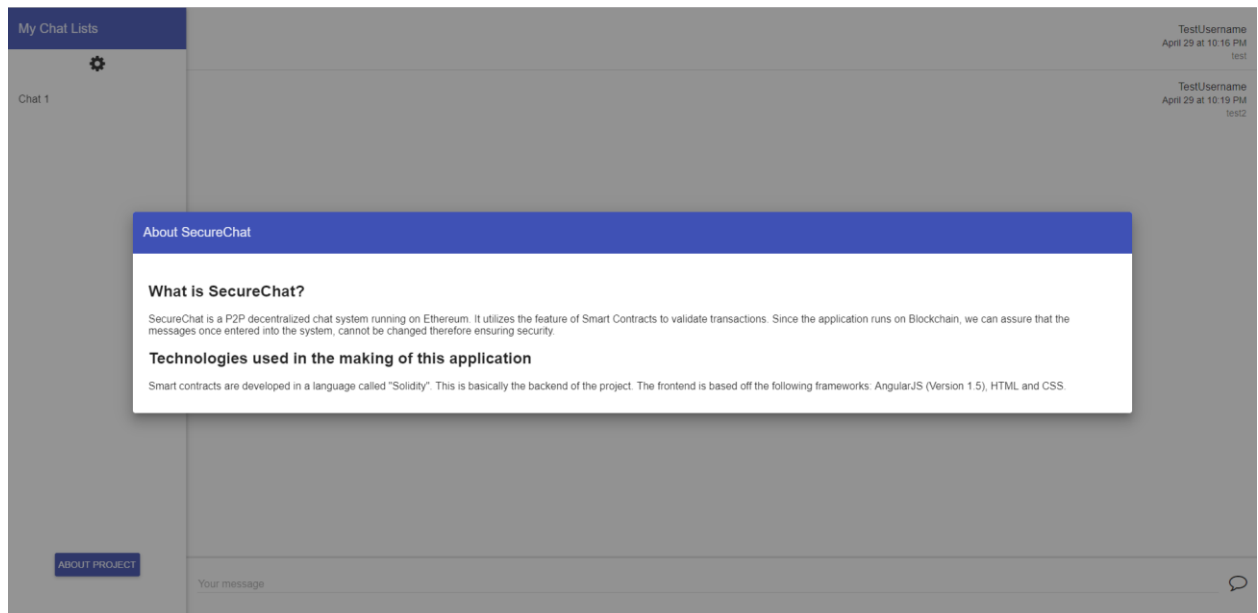 My Chat Lists
Chat 1
TestUsername
April 29 at 10:16 PM
test
TestUsername
April 29 at 10:19 PM
test2
About SecureChat
What is SecureChat?
SecureChat is a P2P decentralized chat system running on Ethereum. It utilizes the feature of Smart Contracts to validate transactions. Since the application runs on Blockchain, we can assure that the
messages once entered into the system, cannot be changed therefore ensuring security.
Technologies used in the making of this application
Smart contracts are developed in a language called "Solidity". This is basically the backend of the project. The frontend is based off the following frameworks: AngularJS (Version 1.5), HTML and CSS.
ABOUT PROJECT
Your message